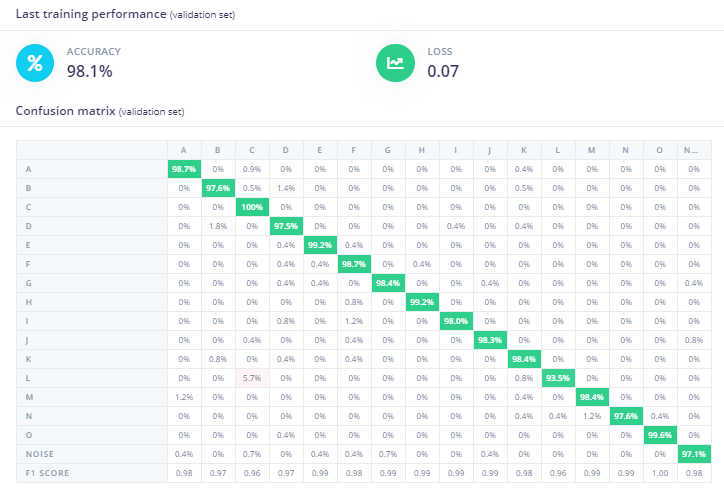 Last training performance (validation set)
% ACCURACY 98.1% LOSS 0.07
Confusion matrix (validation set)
A B C D E F G H I J K L M N O N...
A 98.7% 0% 0.9% 0% 0% 0% 0% 0% 0% 0% 0.4% 0% 0% 0% 0% 0%
B 0% 97.6% 0.5% 1.4% 0% 0% 0% 0% 0% 0% 0.5% 0% 0% 0% 0% 0%
C 0% 0% 100% 0% 0% 0% 0% 0% 0% 0% 0% 0% 0% 0% 0% 0%
D 0% 1.8% 0% 97.5% 0% 0% 0% 0% 0.4% 0% 0.4% 0% 0% 0% 0% 0%
E 0% 0% 0% 0.4% 99.2% 0.4% 0% 0% 0% 0% 0% 0% 0% 0% 0% 0%
F 0% 0% 0% 0.4% 0.4% 98.7% 0% 0.4% 0% 0% 0% 0% 0% 0% 0% 0%
G 0% 0% 0% 0.4% 0.4% 0% 98.4% 0% 0% 0.4% 0% 0% 0% 0% 0% 0.4%
H 0% 0% 0% 0% 0% 0.8% 0% 99.2% 0% 0% 0% 0% 0% 0% 0% 0%
I 0% 0% 0% 0.8% 0% 1.2% 0% 0% 98.0% 0% 0% 0% 0% 0% 0% 0%
J 0% 0% 0.4% 0% 0% 0.4% 0% 0% 0% 98.3% 0% 0% 0% 0% 0% 0.8%
K 0% 0.8% 0% 0.4% 0% 0.4% 0% 0% 0% 0% 98.4% 0% 0% 0% 0% 0%
L 0% 0% 5.7% 0% 0% 0% 0% 0% 0% 0% 0.8% 93.5% 0% 0% 0% 0%
M 1.2% 0% 0% 0% 0% 0% 0% 0% 0% 0% 0.4% 0% 98.4% 0% 0% 0%
N 0% 0% 0% 0% 0% 0% 0% 0% 0% 0% 0.4% 0.4% 1.2% 97.6% 0.4% 0%
O 0% 0% 0% 0.4% 0% 0% 0% 0% 0% 0% 0% 0% 0% 0% 99.6% 0%
NOISE 0.4% 0% 0.7% 0% 0.4% 0.4% 0.7% 0% 0% 0.4% 0% 0% 0% 0% 0% 97.1%
F1 SCORE 0.98 0.97 0.96 0.97 0.99 0.98 0.99 0.99 0.99 0.99 0.98 0.96 0.99 0.99 1.00 0.98